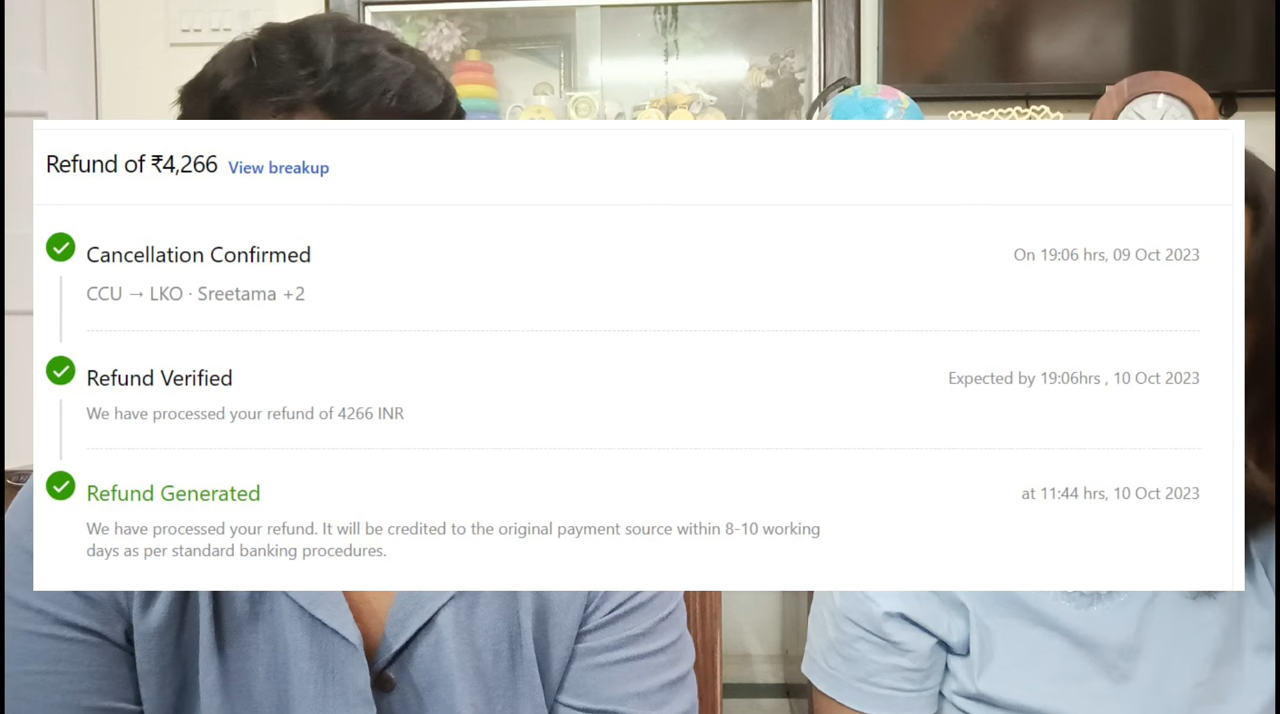 Refund of ₹4,266 View breakup
Cancellation Confirmed On 19:06 hrs, 09 Oct 2023
CCU → LKO · Sreetama +2
Refund Verified Expected by 19:06hrs , 10 Oct 2023
We have processed your refund of 4266 INR
Refund Generated at 11:44 hrs, 10 Oct 2023
We have processed your refund. It will be credited to the original payment source within 8-10 working
days as per standard banking procedures.